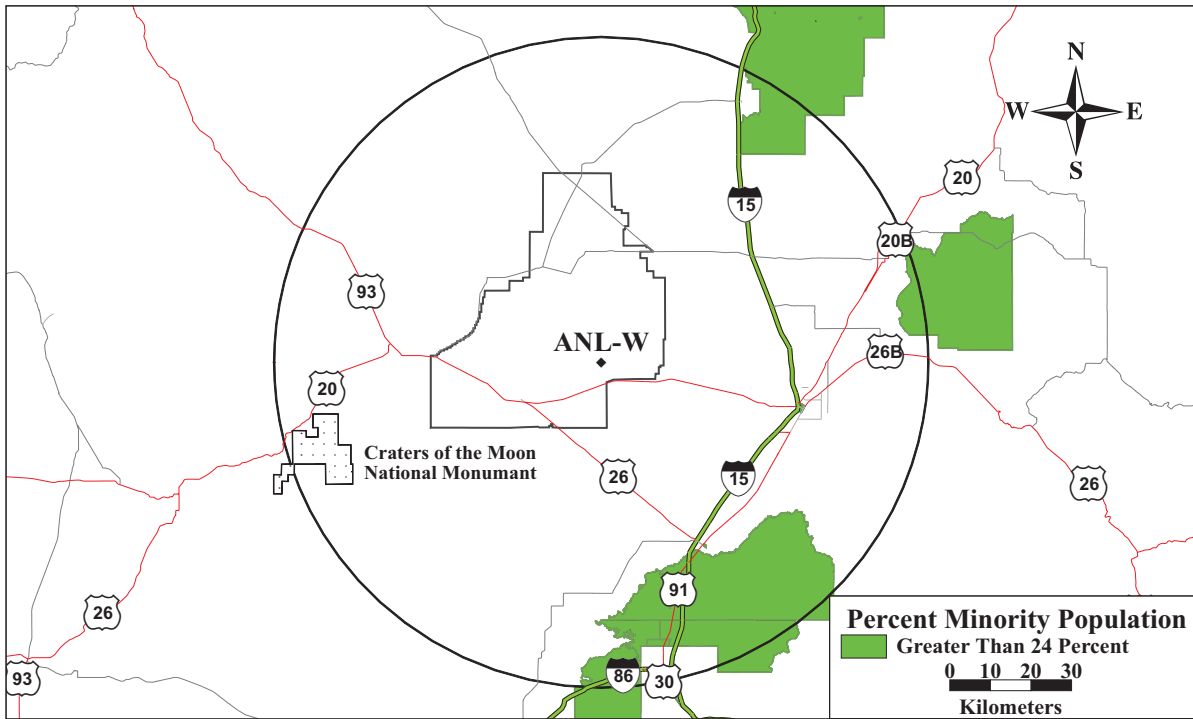 N
W E
S
20
15
20B
93
ANL-W
26B
20
Craters of the Moon
National Monumant
26
15
26
91
26
93
86
30
Percent Minority Population
Greater Than 24 Percent
0 10 20 30
Kilometers